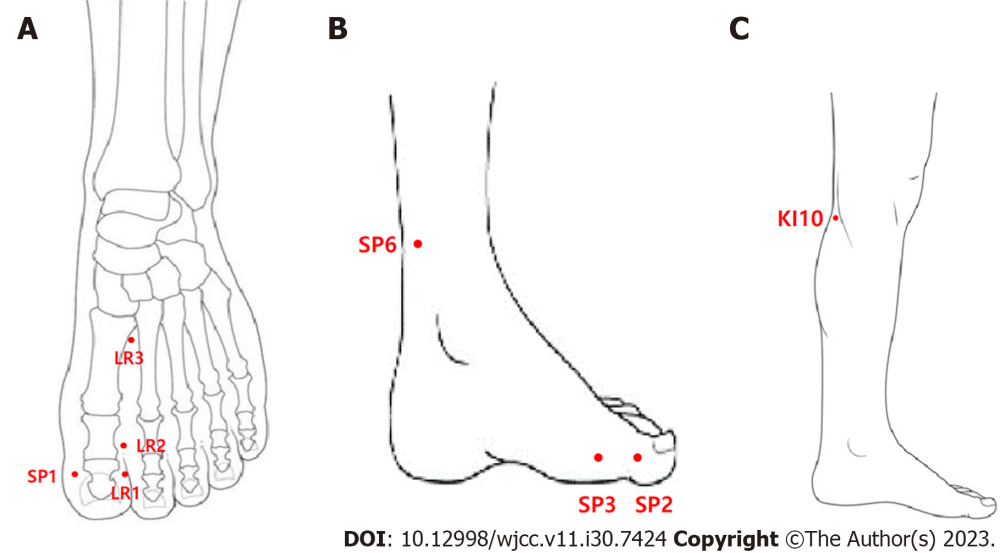 A
B
C
LR3
LR2
SP1
LR1
SP6
SP3
SP2
KI10
DOI: 10.12998/wjcc.v11.i30.7424 Copyright ©The Author(s) 2023.